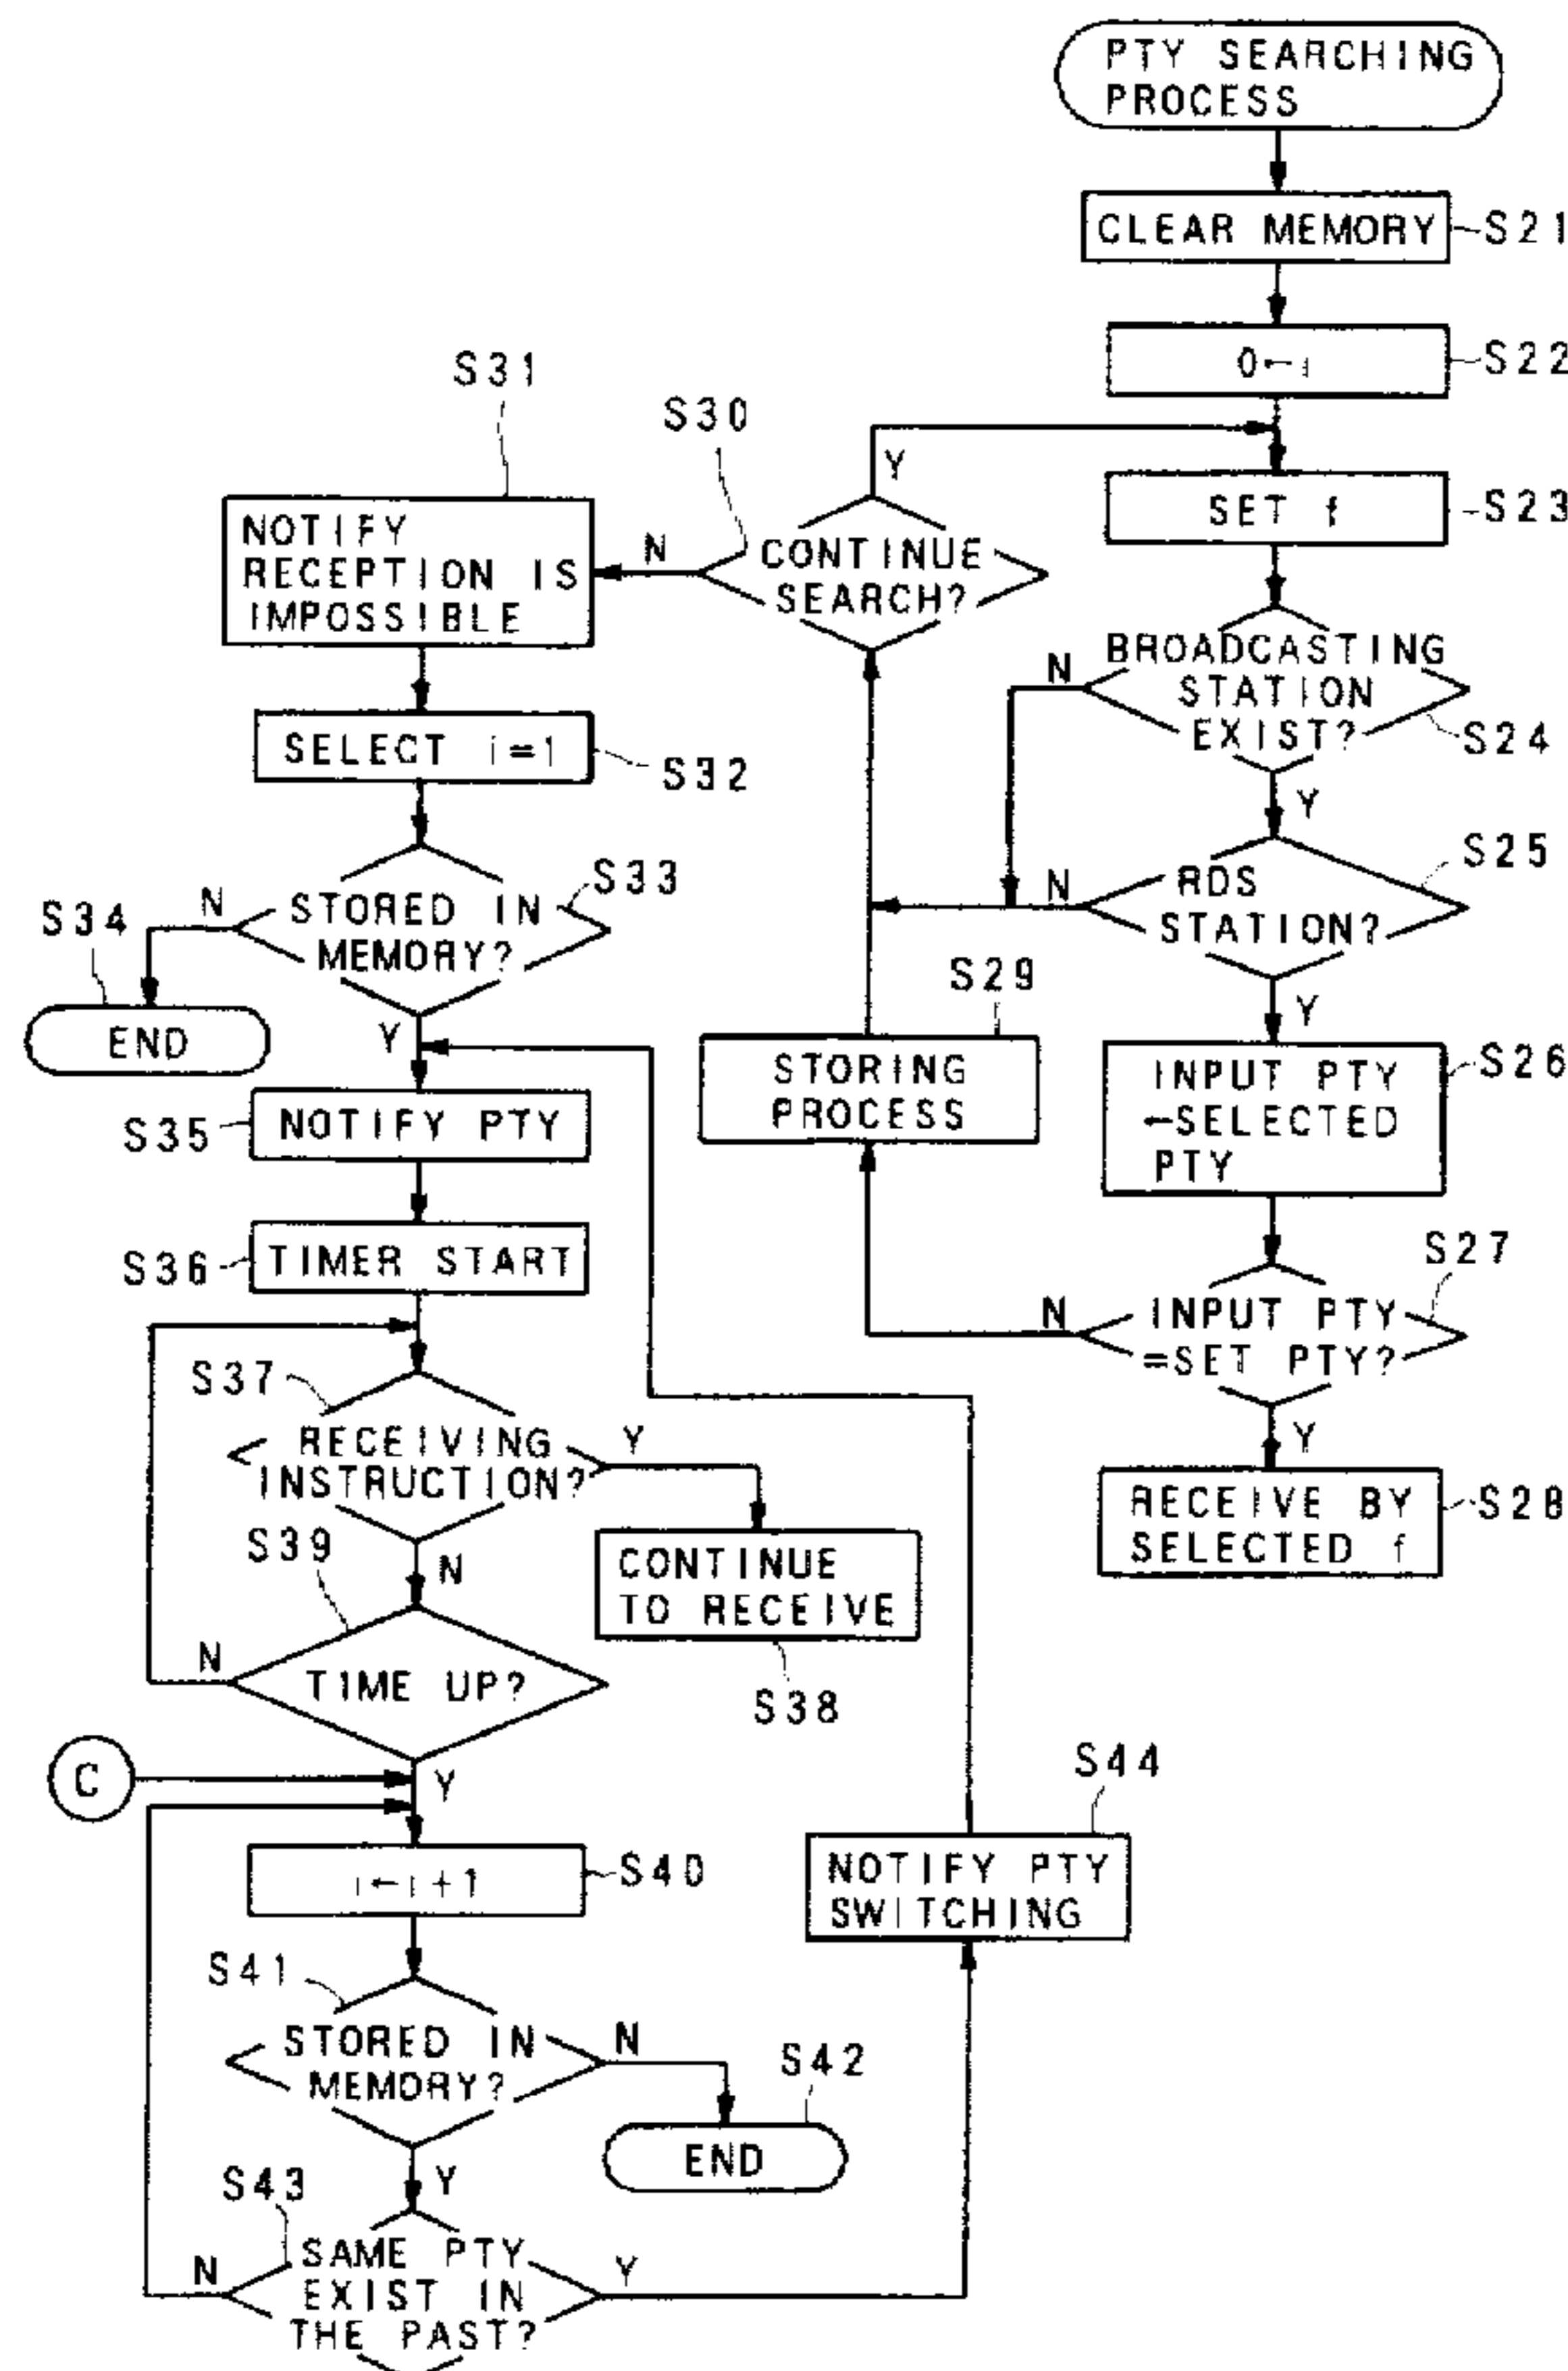 PTY SEARCHING
PROCESS
CLEAR MEMORY
S21
0←i
S22
SET f
S23
BROADCASTING
STATION
EXIST?
S24
N
Y
RDS
STATION?
S25
N
Y
INPUT PTY
←SELECTED
PTY
S26
INPUT PTY
=SET PTY?
S27
N
Y
RECEIVE BY
SELECTED f
S28
STORING
PROCESS
S29
CONTINUE
SEARCH?
S30
Y
N
NOTIFY
RECEPTION IS
IMPOSSIBLE
S31
SELECT i=1
S32
STORED IN
MEMORY?
S33
N
Y
END
S34
NOTIFY PTY
S35
TIMER START
S36
RECEIVING
INSTRUCTION?
S37
Y
N
CONTINUE
TO RECEIVE
S38
TIME UP?
S39
N
Y
C
i←i+1
S40
STORED IN
MEMORY?
S41
N
Y
END
S42
SAME PTY
EXIST IN
THE PAST?
S43
N
Y
NOTIFY PTY
SWITCHING
S44